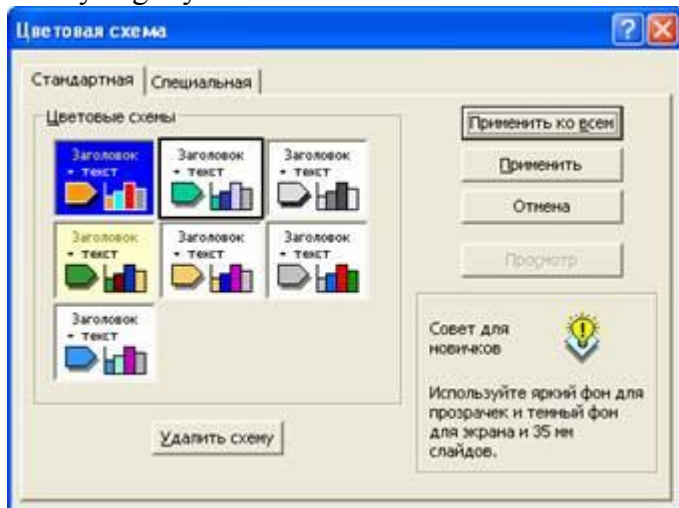 Цветовая схема
Стандартная
Специальная
Цветовые схемы
Заголовок
• текст
Заголовок
• текст
Заголовок
• текст
Заголовок
• текст
Заголовок
• текст
Заголовок
• текст
Заголовок
• текст
Удалить схему
Применить ко всем
Применить
Отмена
Просмотр
Совет для
новичков
Используйте яркий фон для
прозрачек и темный фон
для экрана и 35 мм
слайдов.